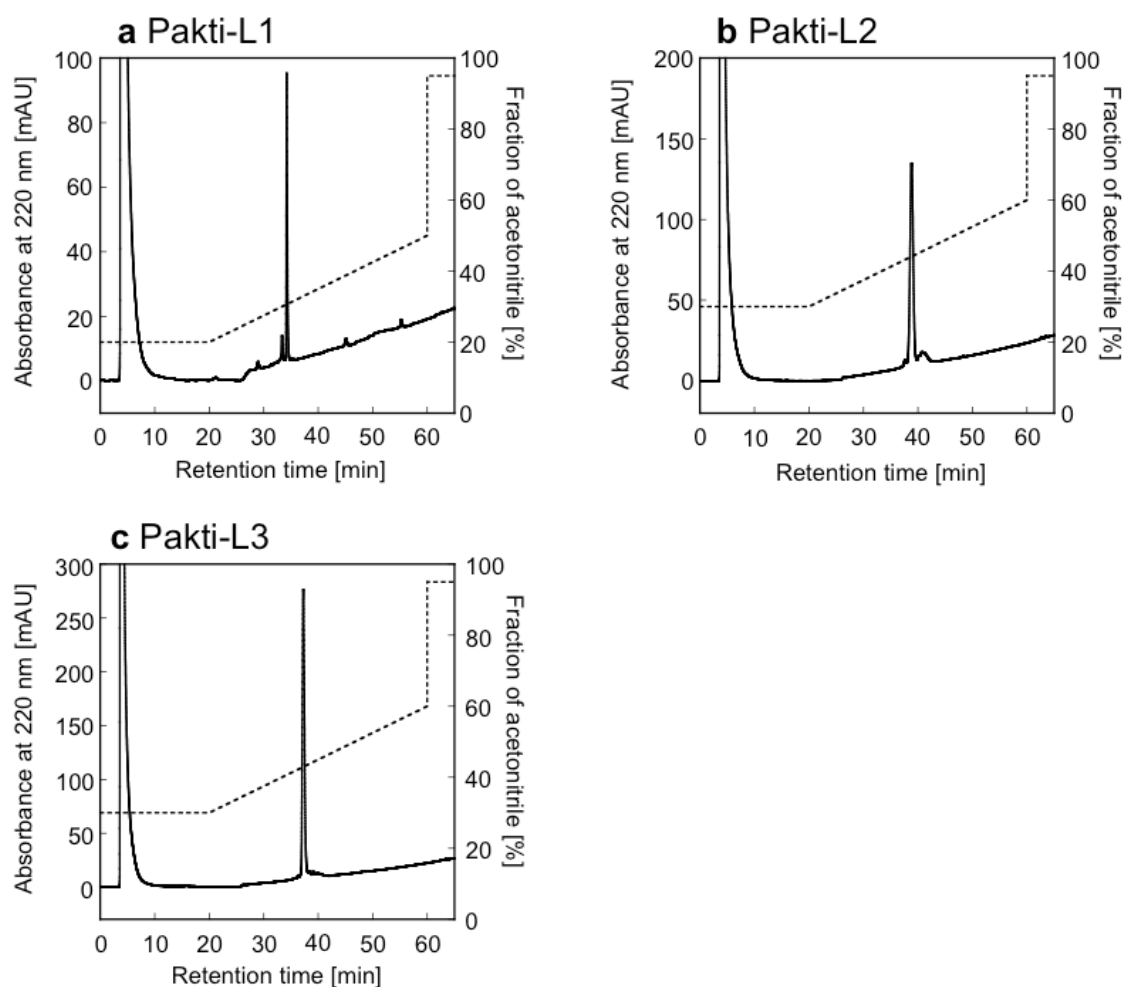 a Pakti-L1
Absorbance at 220 nm [mAU]
100
80
60
40
20
0
100
80
60
40
20
0
Fraction of acetonitrile [%]
0 10 20 30 40 50 60
Retention time [min]
b Pakti-L2
Absorbance at 220 nm [mAU]
200
150
100
50
0
100
80
60
40
20
0
Fraction of acetonitrile [%]
0 10 20 30 40 50 60
Retention time [min]
c Pakti-L3
Absorbance at 220 nm [mAU]
300
250
200
150
100
50
0
100
80
60
40
20
0
Fraction of acetonitrile [%]
0 10 20 30 40 50 60
Retention time [min]